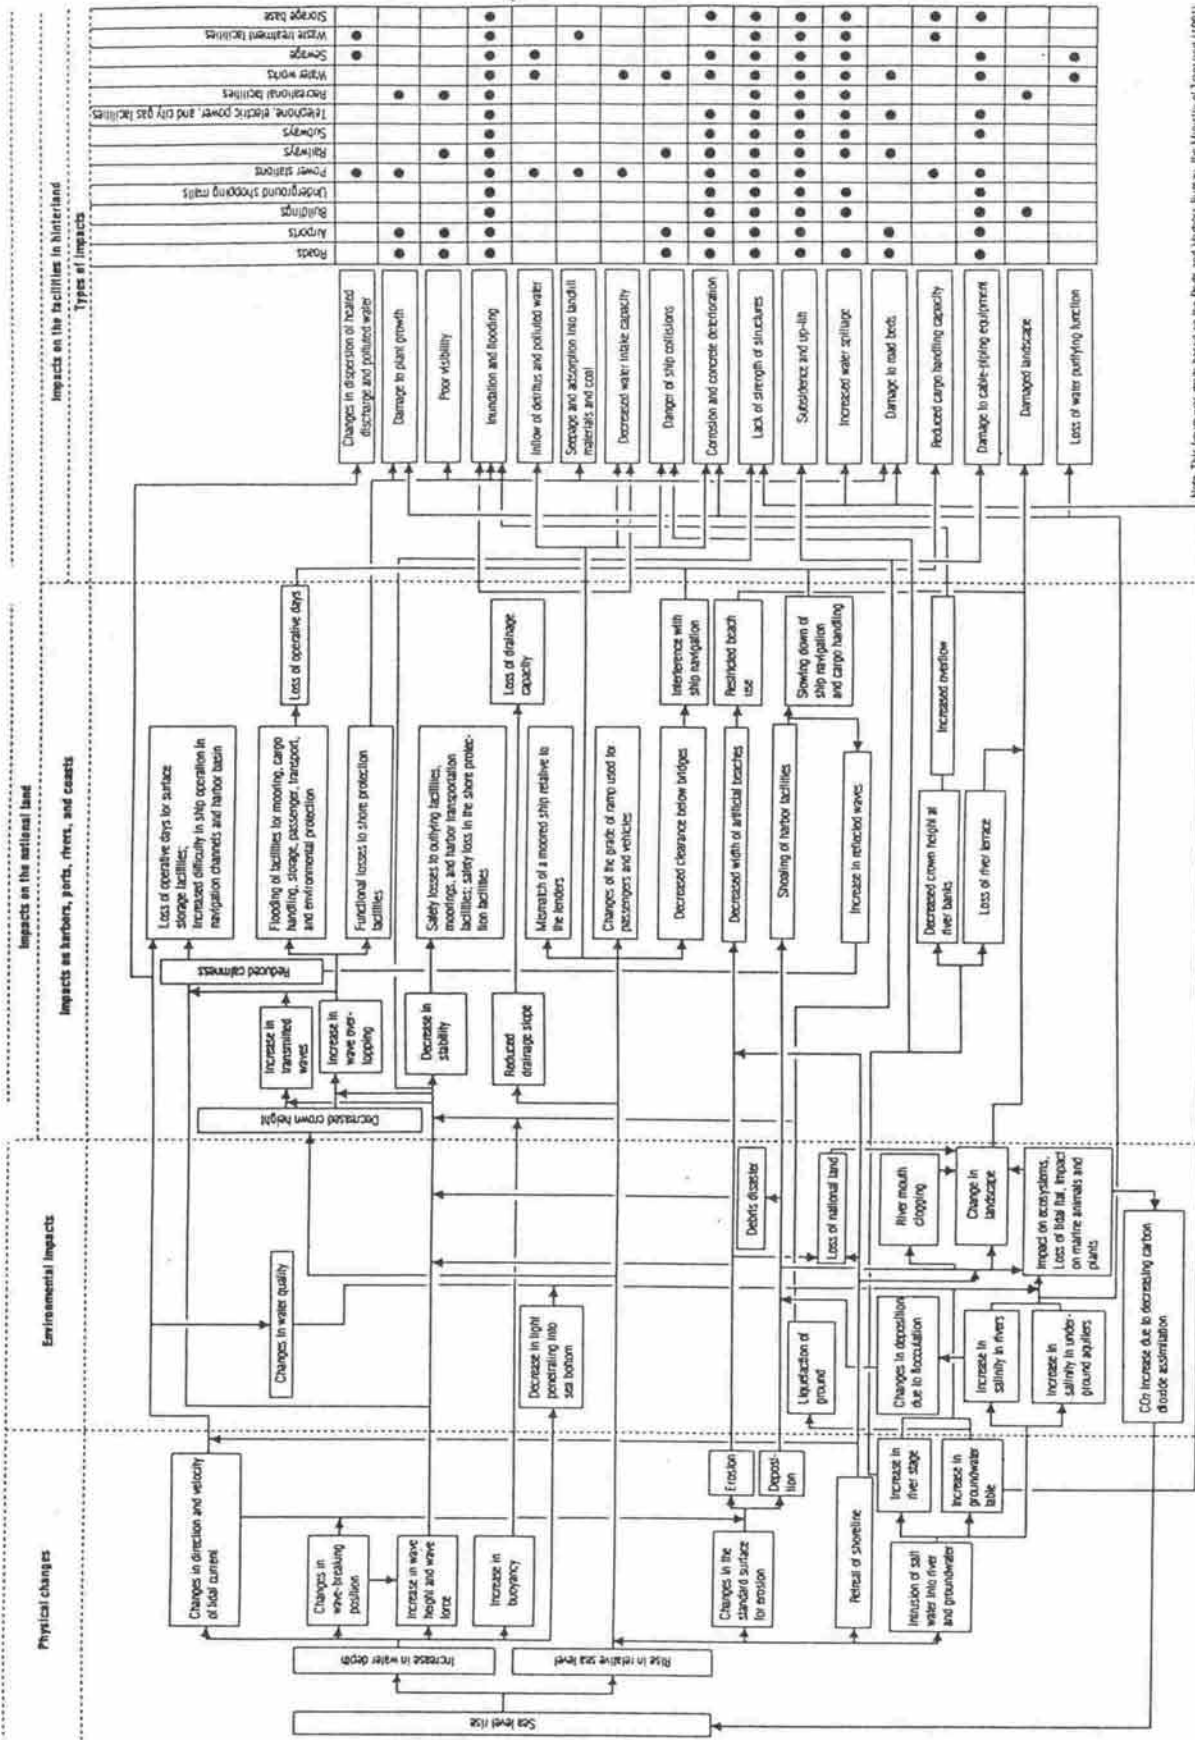 Impacts on the national land
Physical changes
Environmental Impacts
Impacts on harbors, ports, rivers, and coasts
Impacts on the facilities in hinterland
Types of impacts
Sea level rise
Increase in water depth
Rise in relative sea level
Changes in direction and velocity
of tidal current
Changes in
wave-breaking
position
Increase in wave
height and wave
force
Increase in
buoyancy
Changes in the
standard surface
for erosion
Erosion
Deposi-
tion
Retreat of shoreline
Intrusion of salt
water into river
and groundwater
Increase in
river stage
Increase in
groundwater
table
Changes in water quality
Decrease in light
penetrating into
sea bottom
Debris disaster
Liquefaction of
ground
Loss of national land
Changes in deposition
due to flocculation
River mouth
clogging
Increase in
salinity in rivers
Change in
landscape
Increase in
salinity in under-
ground aquifers
Impact on ecosystems,
Loss of tidal flat, impact
on marine animals and
plants
CO2 increase due to decreasing carbon
dioxide assimilation
Decreased crown height
Increase in
transmitted
waves
Increase in
wave over-
topping
Decrease in
stability
Reduced
drainage slope
Reduced calmness
Loss of operative days for surface
storage facilities;
Increased difficulty in ship operation in
navigation channels and harbor basin
Flooding of facilities for mooring, cargo
handling, storage, passenger, transport,
and environmental protection
Functional losses to shore protection
facilities
Safety losses to outlying facilities,
moorings, and harbor transportation
facilities; safety loss in the shore protec-
tion facilities
Mismatch of a moored ship relative to
the fenders
Changes of the grade of ramp used for
passengers and vehicles
Decreased clearance below bridges
Decreased width of artificial beaches
Shoaling of harbor facilities
Increase in reflected waves
Decreased crown height at
river banks
Loss of river terrace
Loss of operative days
Loss of drainage
capacity
Interference with
ship navigation
Restricted beach
use
Slowing down of
ship navigation
and cargo handling
Increased overflow
Changes in dispersion of heated
discharge and polluted water
Damage to plant growth
Poor visibility
Inundation and flooding
Inflow of detritus and polluted water
Seepage and adsorption into landfill
materials and coal
Decreased water intake capacity
Danger of ship collisions
Corrosion and concrete deterioration
Lack of strength of structures
Subsidence and up-lift
Increased water spillage
Damage to road beds
Reduced cargo handling capacity
Damage to cable-piping equipment
Damaged landscape
Loss of water purifying function
Roads
Airports
Buildings
Underground shopping malls
Power stations
Railways
Subways
Telephone, electric power, and city gas facilities
Recreational facilities
Water works
Sewage
Waste treatment facilities
Storage base